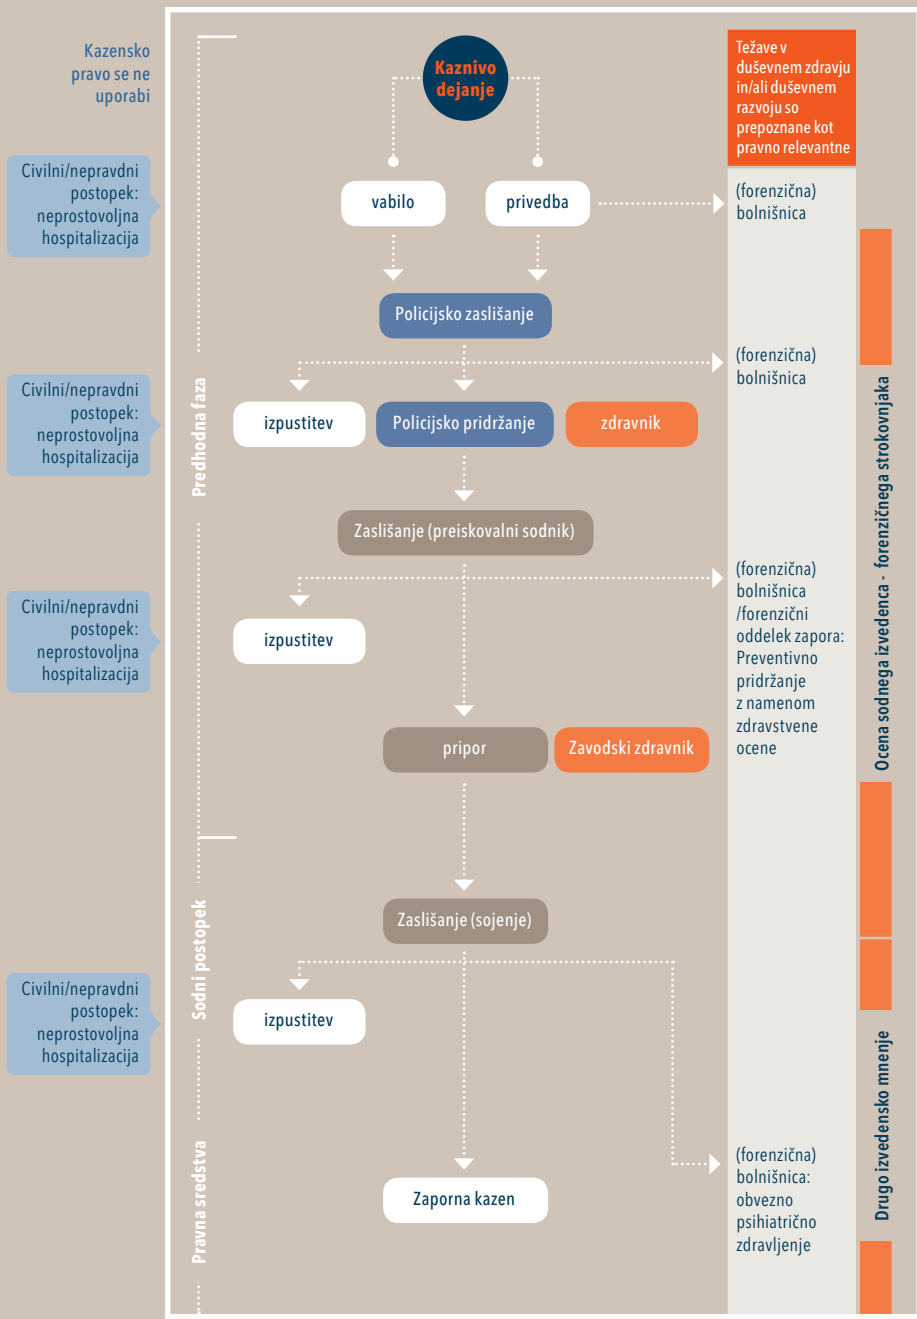 Kazensko
pravo se ne
uporabi
Civilni/nepravdni
postopek:
neprostovoljna
hospitalizacija
Civilni/nepravdni
postopek:
neprostovoljna
hospitalizacija
Civilni/nepravdni
postopek:
neprostovoljna
hospitalizacija
Civilni/nepravdni
postopek:
neprostovoljna
hospitalizacija
Predhodna faza
Sodni postopek
Pravna sredstva
Kaznivo
dejanje
vabilo
privedba
Policijsko zaslišanje
izpustitev
Policijsko pridržanje
zdravnik
Zaslišanje (preiskovalni sodnik)
izpustitev
pripor
Zavodski zdravnik
Zaslišanje (sojenje)
izpustitev
Zaporna kazen
Težave v
duševnem zdravju
in/ali duševnem
razvoju so
prepoznane kot
pravno relevantne
(forenzična)
bolnišnica
(forenzična)
bolnišnica
(forenzična)
bolnišnica
/forenzični
oddelek zapora:
Preventivno
pridržanje
z namenom
zdravstvene
ocene
(forenzična)
bolnišnica:
obvezno
psihiatrično
zdravljenje
Ocena sodnega izvedenca - forenzičnega strokovnjaka
Drugo izvedensko mnenje